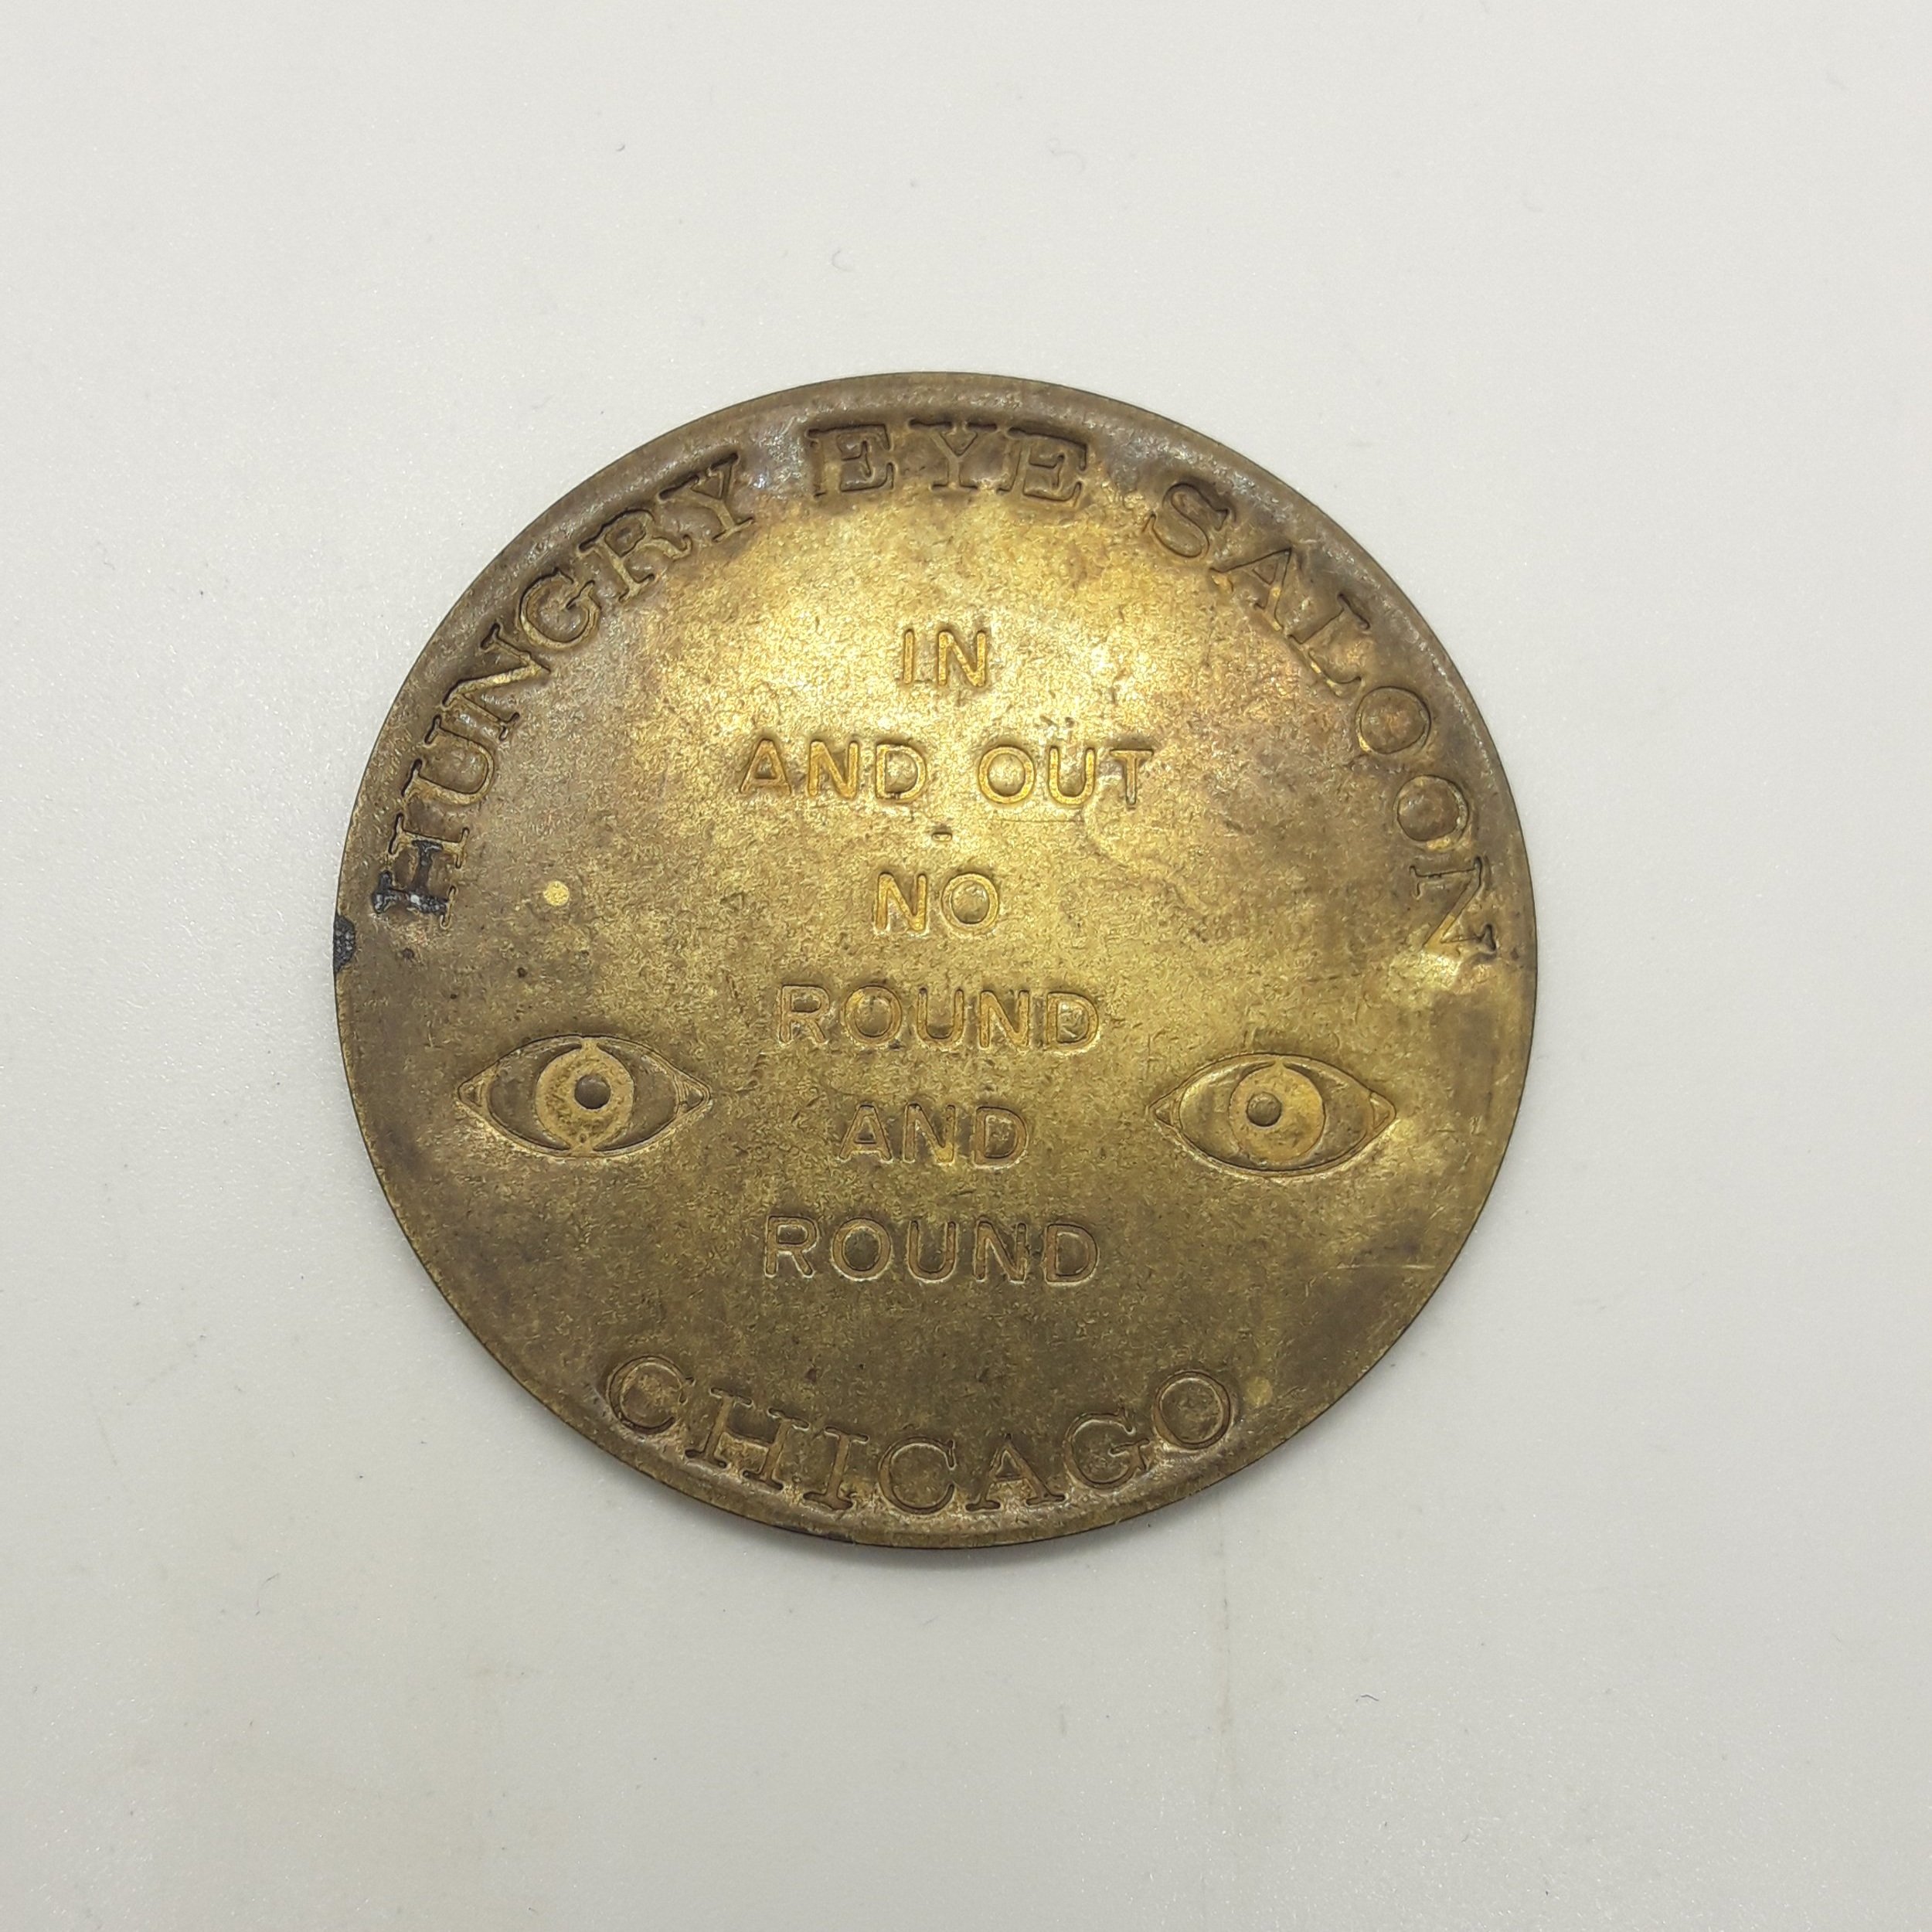 HUNGRY EYE SALOON
IN
AND OUT
-
NO
ROUND
AND
ROUND
CHICAGO